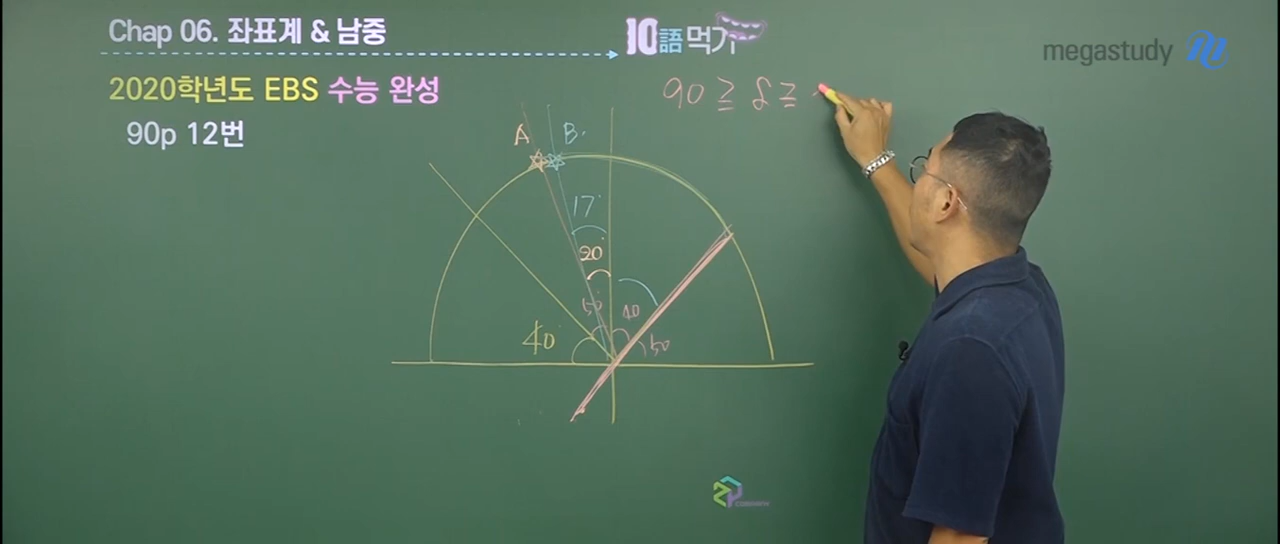 Chap 06. 좌표계 & 남중
10語먹기
megastudy
2020학년도 EBS 수능 완성
90p 12번
90 ≥ δ ≥
A
B
17°
20°
50
40
40°
50